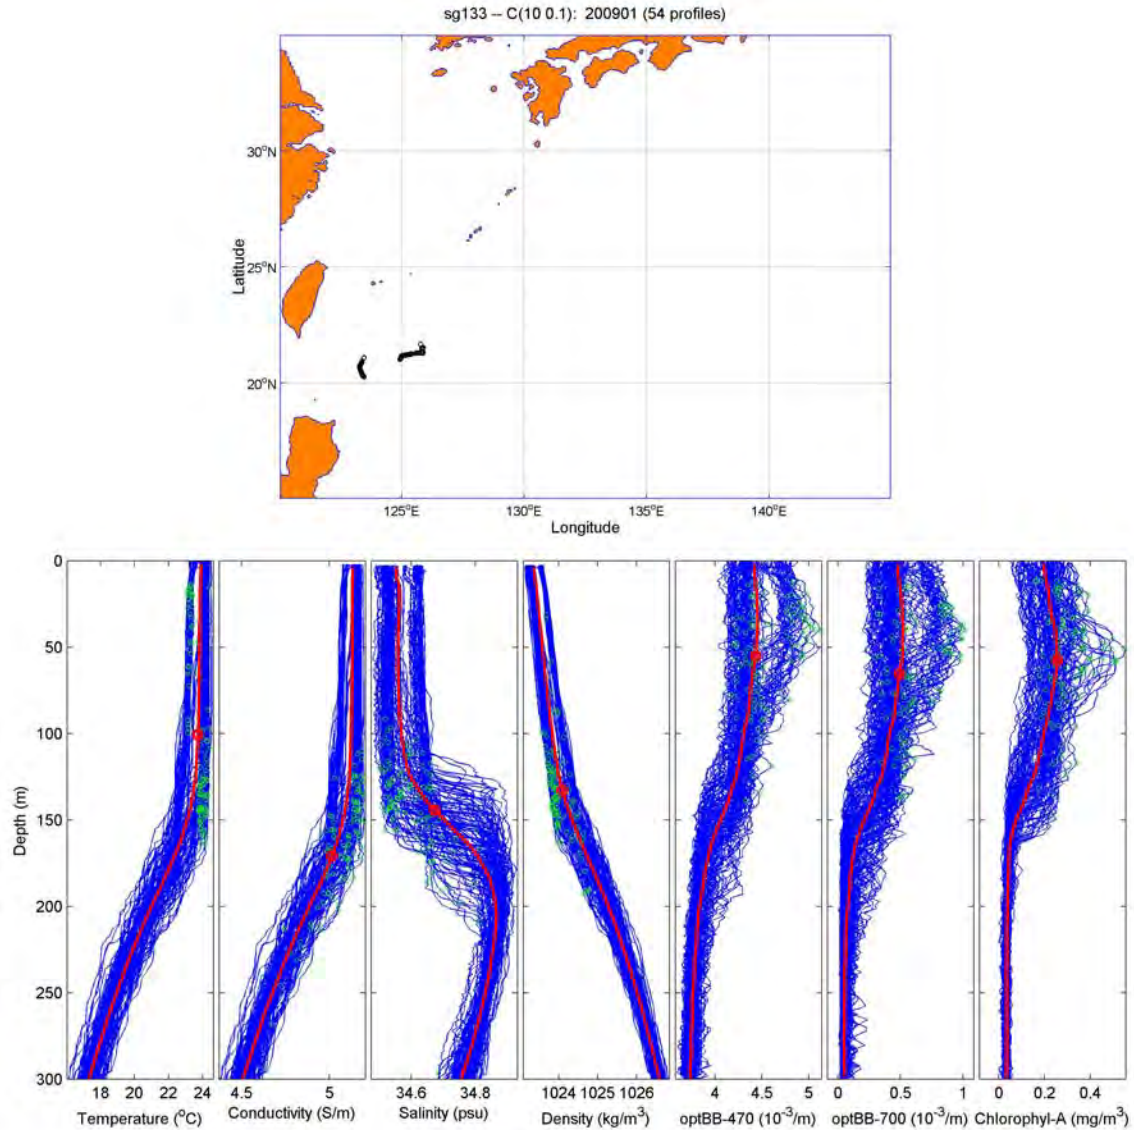 sg133 -- C(10 0.1): 200901 (54 profiles)
30°N
25°N
20°N
Latitude
125°E 130°E 135°E 140°E
Longitude
0
50
100
150
200
250
300
Depth (m)
18 20 22 24
4.5 5
34.6 34.8
1024 1025 1026
4 4.5 5
0 0.5 1
0 0.2 0.4
Temperature (°C)
Conductivity (S/m)
Salinity (psu)
Density (kg/m³)
optBB-470 (10⁻³/m)
optBB-700 (10⁻³/m)
Chlorophyl-A (mg/m³)